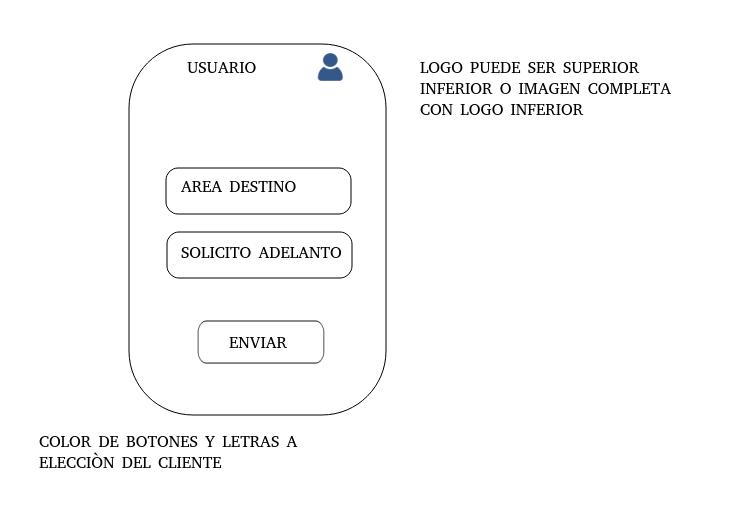 USUARIO
LOGO PUEDE SER SUPERIOR
INFERIOR O IMAGEN COMPLETA
CON LOGO INFERIOR
AREA DESTINO
SOLICITO ADELANTO
ENVIAR
COLOR DE BOTONES Y LETRAS A
ELECCIÒN DEL CLIENTE